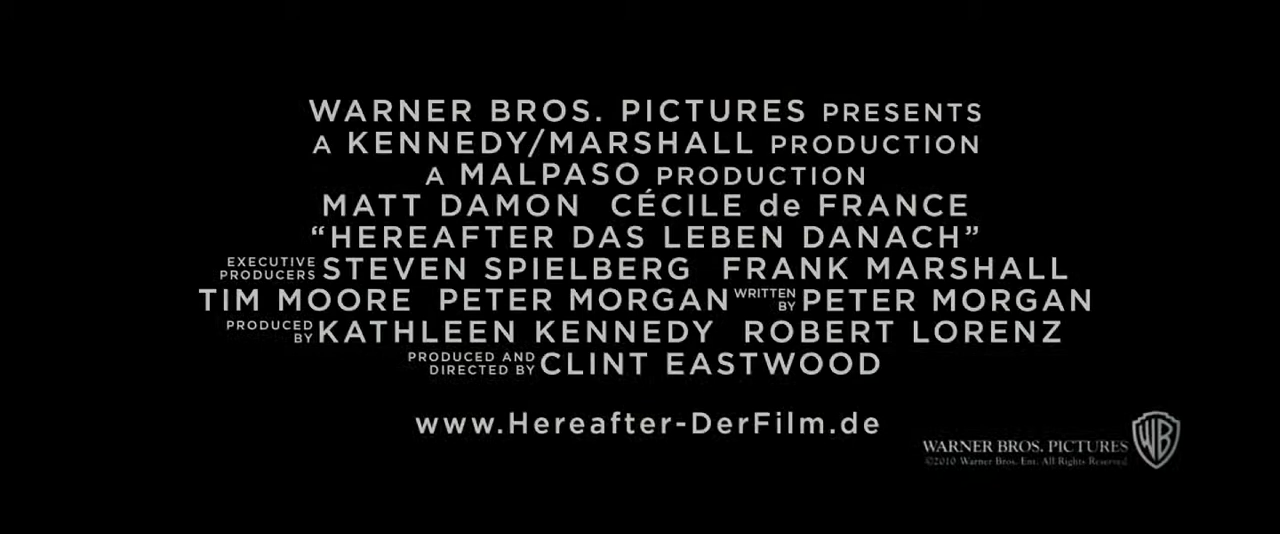 WARNER BROS. PICTURES PRESENTS
A KENNEDY/MARSHALL PRODUCTION
A MALPASO PRODUCTION
MATT DAMON CÉCILE de FRANCE
“HEREAFTER DAS LEBEN DANACH”
EXECUTIVE PRODUCERS STEVEN SPIELBERG FRANK MARSHALL
TIM MOORE PETER MORGAN WRITTEN BY PETER MORGAN
PRODUCED BY KATHLEEN KENNEDY ROBERT LORENZ
PRODUCED AND DIRECTED BY CLINT EASTWOOD
www.Hereafter-DerFilm.de
WARNER BROS. PICTURES WB
©2010 Warner Bros. Ent. All Rights Reserved